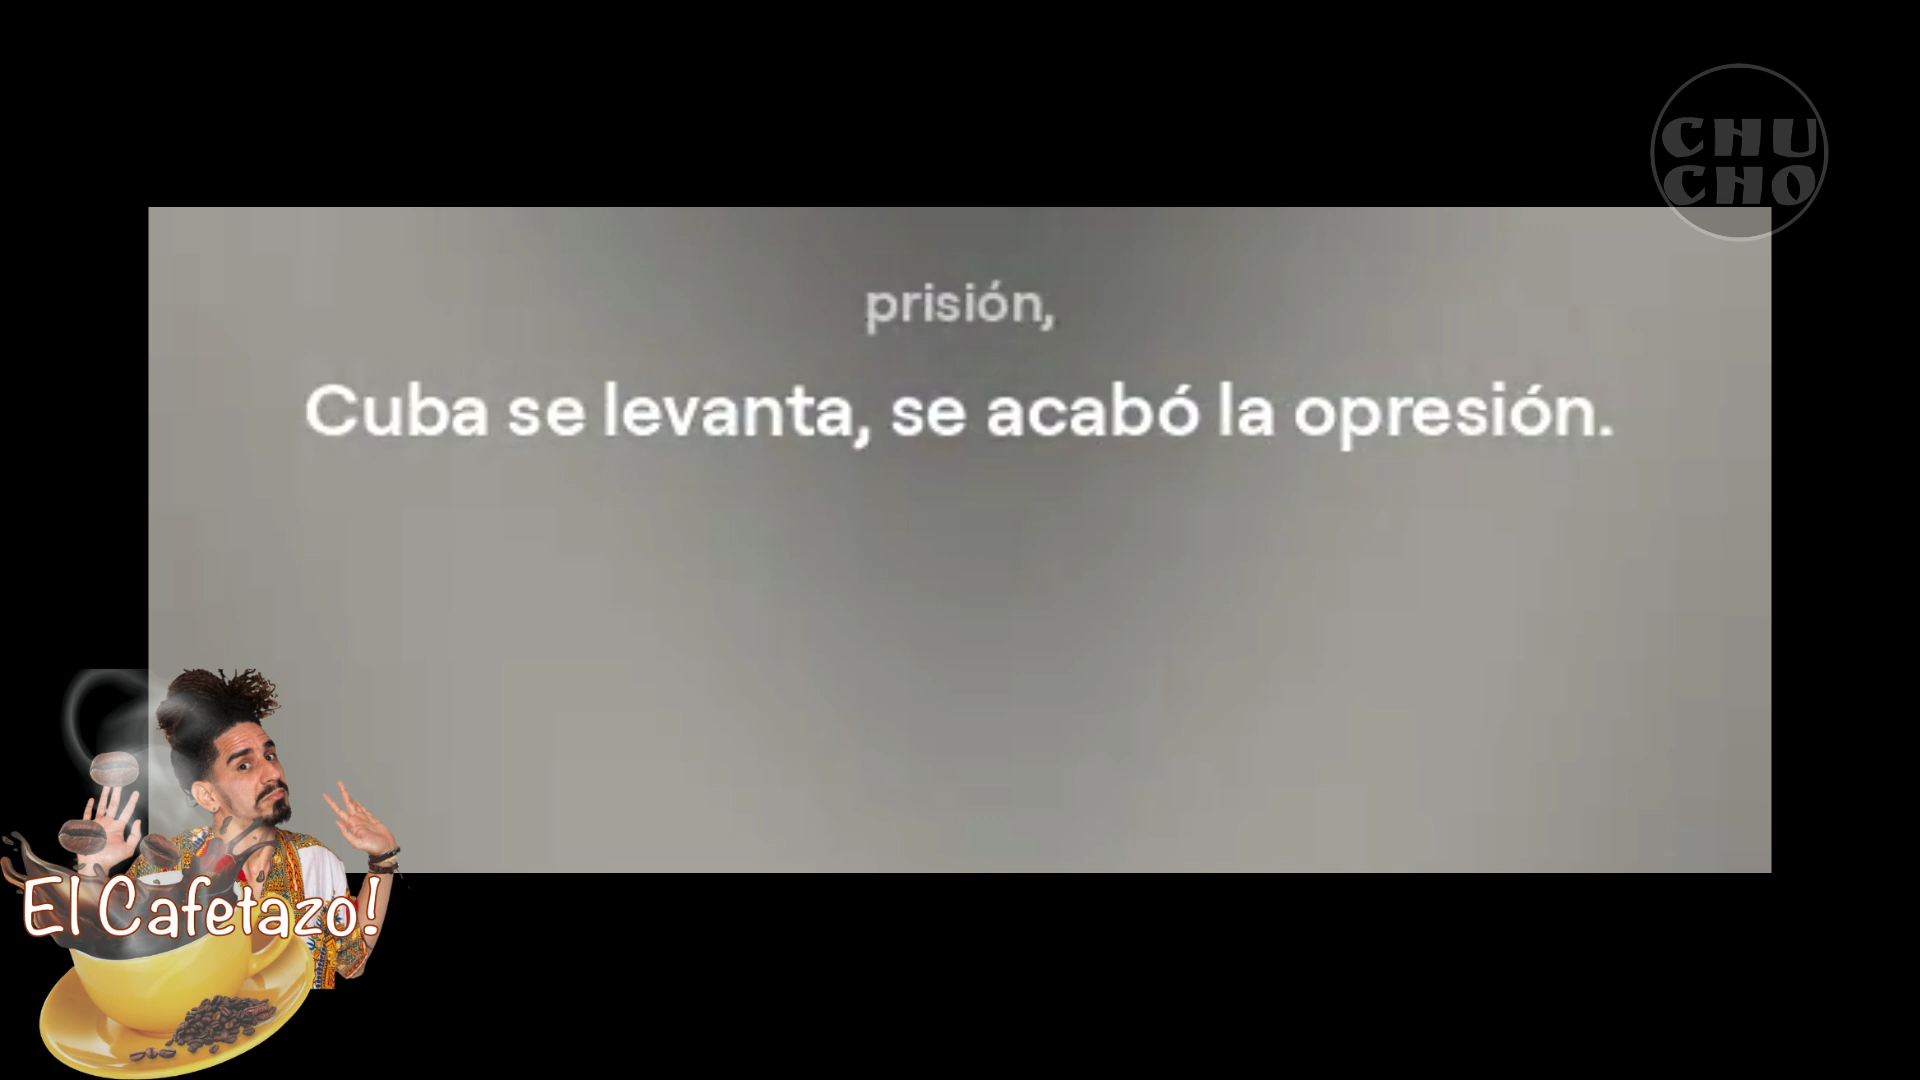 CHU
CHO
prisión,
Cuba se levanta, se acabó la opresión.
El Cafetazo!